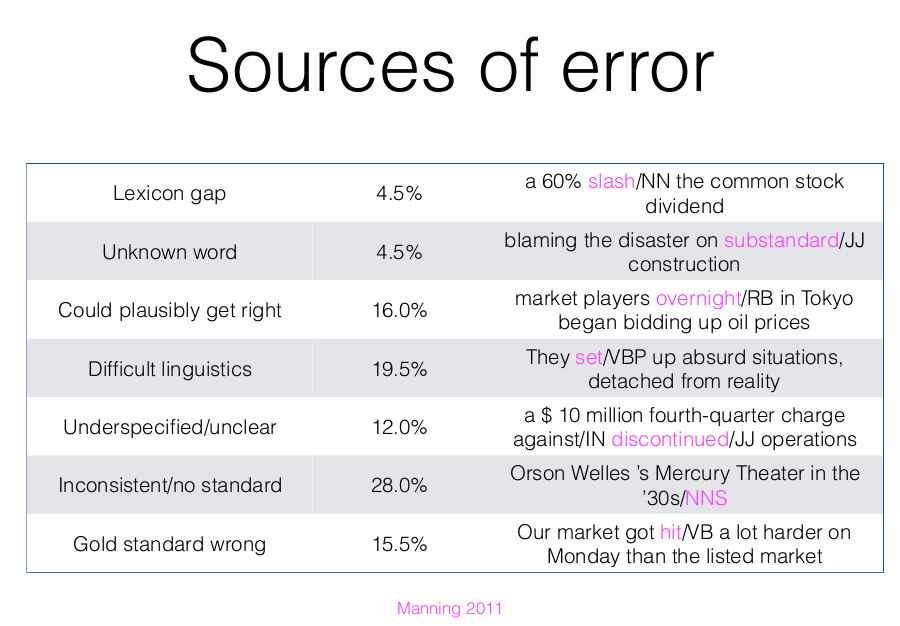 Sources of error
Lexicon gap
4.5%
a 60% slash/NN the common stock
dividend
Unknown word
4.5%
blaming the disaster on substandard/JJ
construction
Could plausibly get right
16.0%
market players overnight/RB in Tokyo
began bidding up oil prices
Difficult linguistics
19.5%
They set/VBP up absurd situations,
detached from reality
Underspecified/unclear
12.0%
a $ 10 million fourth-quarter charge
against/IN discontinued/JJ operations
Inconsistent/no standard
28.0%
Orson Welles ’s Mercury Theater in the
’30s/NNS
Gold standard wrong
15.5%
Our market got hit/VB a lot harder on
Monday than the listed market
Manning 2011